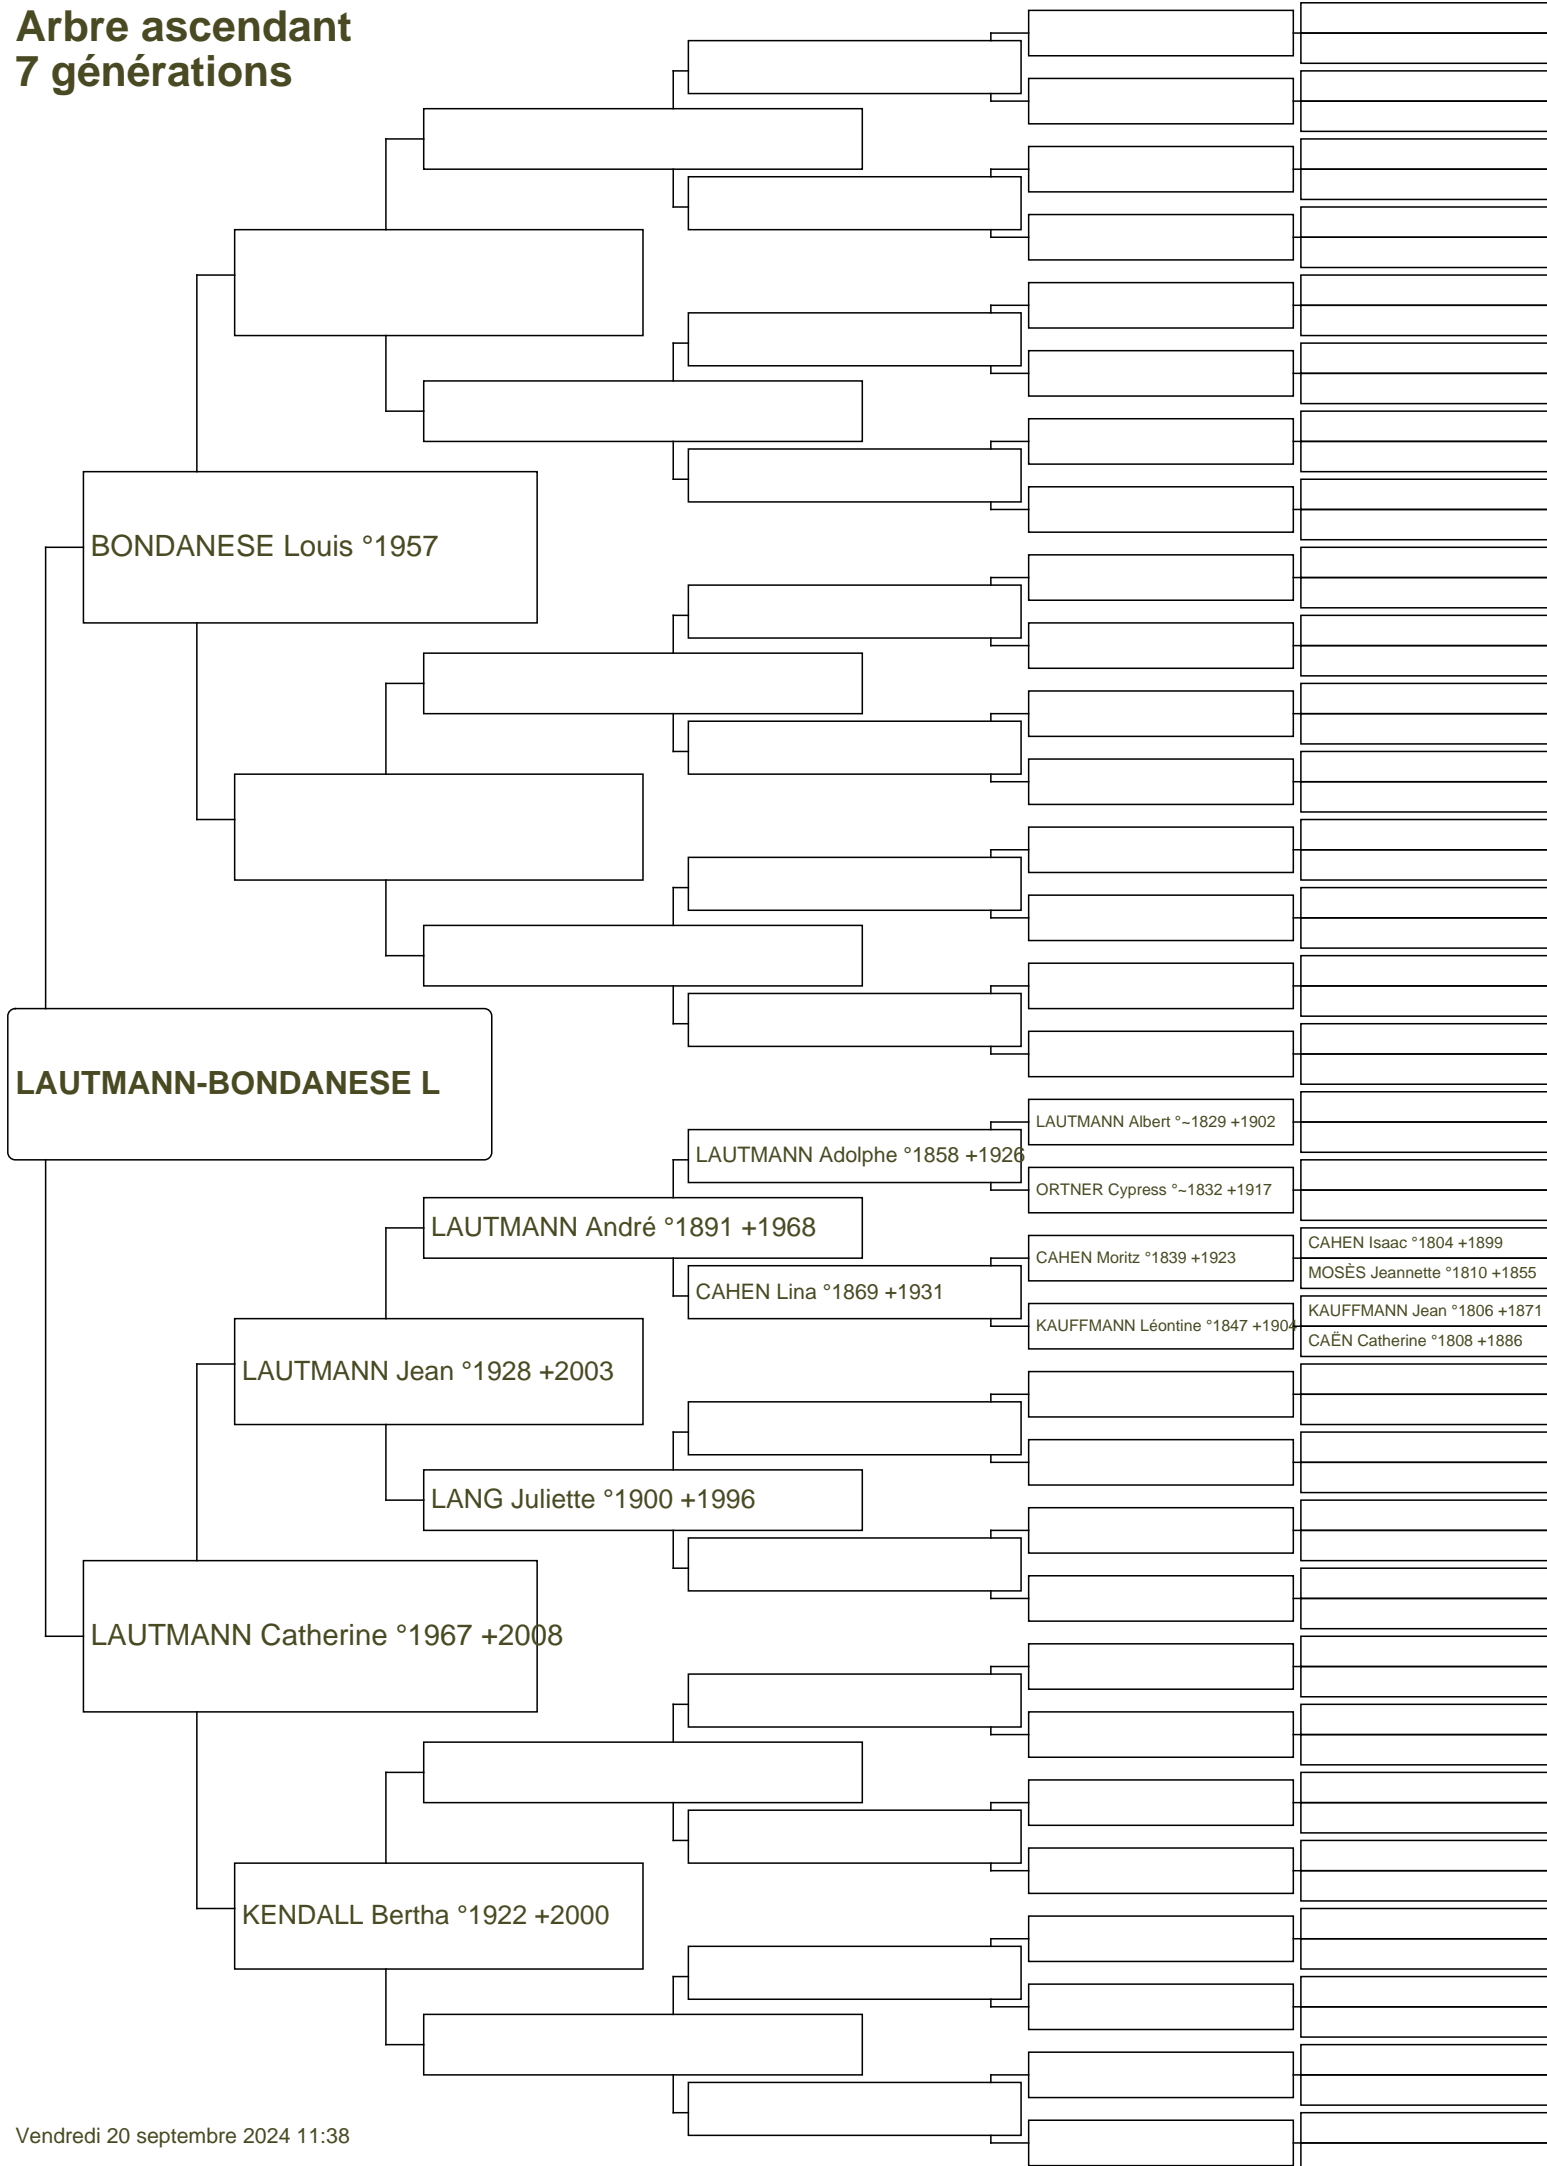 Arbre ascendant
7 générations
BONDANESE Louis °1957
LAUTMANN-BONDANESE L
LAUTMANN Albert °~1829 +1902
LAUTMANN Adolphe °1858 +1926
ORTNER Cypress °~1832 +1917
LAUTMANN André °1891 +1968
CAHEN Isaac °1804 +1899
CAHEN Moritz °1839 +1923
MOSÈS Jeannette °1810 +1855
CAHEN Lina °1869 +1931
KAUFFMANN Jean °1806 +1871
KAUFFMANN Léontine °1847 +1904
CAËN Catherine °1808 +1886
LAUTMANN Jean °1928 +2003
LANG Juliette °1900 +1996
LAUTMANN Catherine °1967 +2008
KENDALL Bertha °1922 +2000
Vendredi 20 septembre 2024 11:38